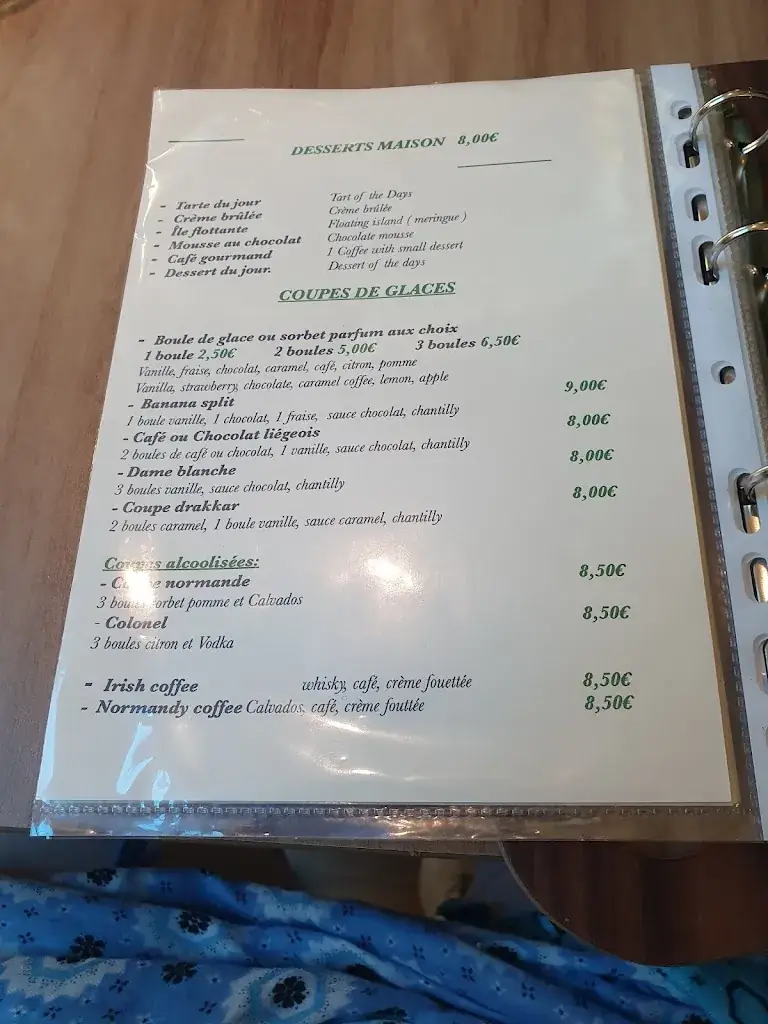 DESSERTS MAISON 8,00€
- Tarte du jour Tart of the Days
- Crème brûlée Crème brûlée
- Île flottante Floating island ( meringue )
- Mousse au chocolat Chocolate mousse
- Café gourmand 1 Coffee with small dessert
- Dessert du jour. Dessert of the days
COUPES DE GLACES
- Boule de glace ou sorbet parfum aux choix
1 boule 2,50€ 2 boules 5,00€ 3 boules 6,50€
Vanille, fraise, chocolat, caramel, café, citron, pomme
Vanilla, strawberry, chocolate, caramel coffee, lemon, apple
- Banana split 9,00€
1 boule vanille, 1 chocolat, 1 fraise, sauce chocolat, chantilly
- Café ou Chocolat liégeois 8,00€
2 boules de café ou chocolat, 1 vanille, sauce chocolat, chantilly
- Dame blanche 8,00€
3 boules vanille, sauce chocolat, chantilly
- Coupe drakkar 8,00€
2 boules caramel, 1 boule vanille, sauce caramel, chantilly
Coupes alcoolisées:
- Coupe normande 8,50€
3 boules sorbet pomme et Calvados
- Colonel 8,50€
3 boules citron et Vodka
- Irish coffee whisky, café, crème fouettée 8,50€
- Normandy coffee Calvados, café, crème fouttée 8,50€